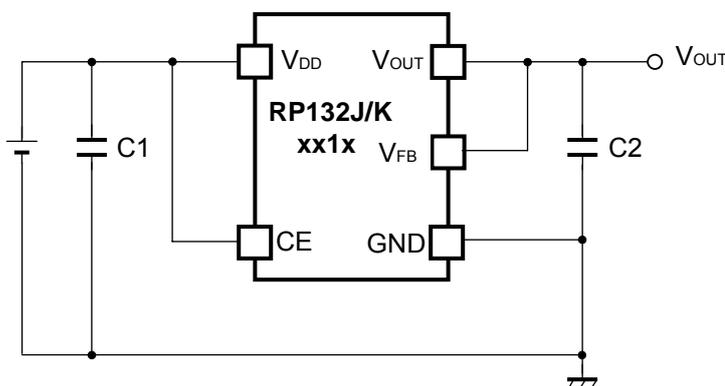 VDD
VOUT
VOUT
RP132J/K
xx1x
C1
VFB
C2
CE
GND